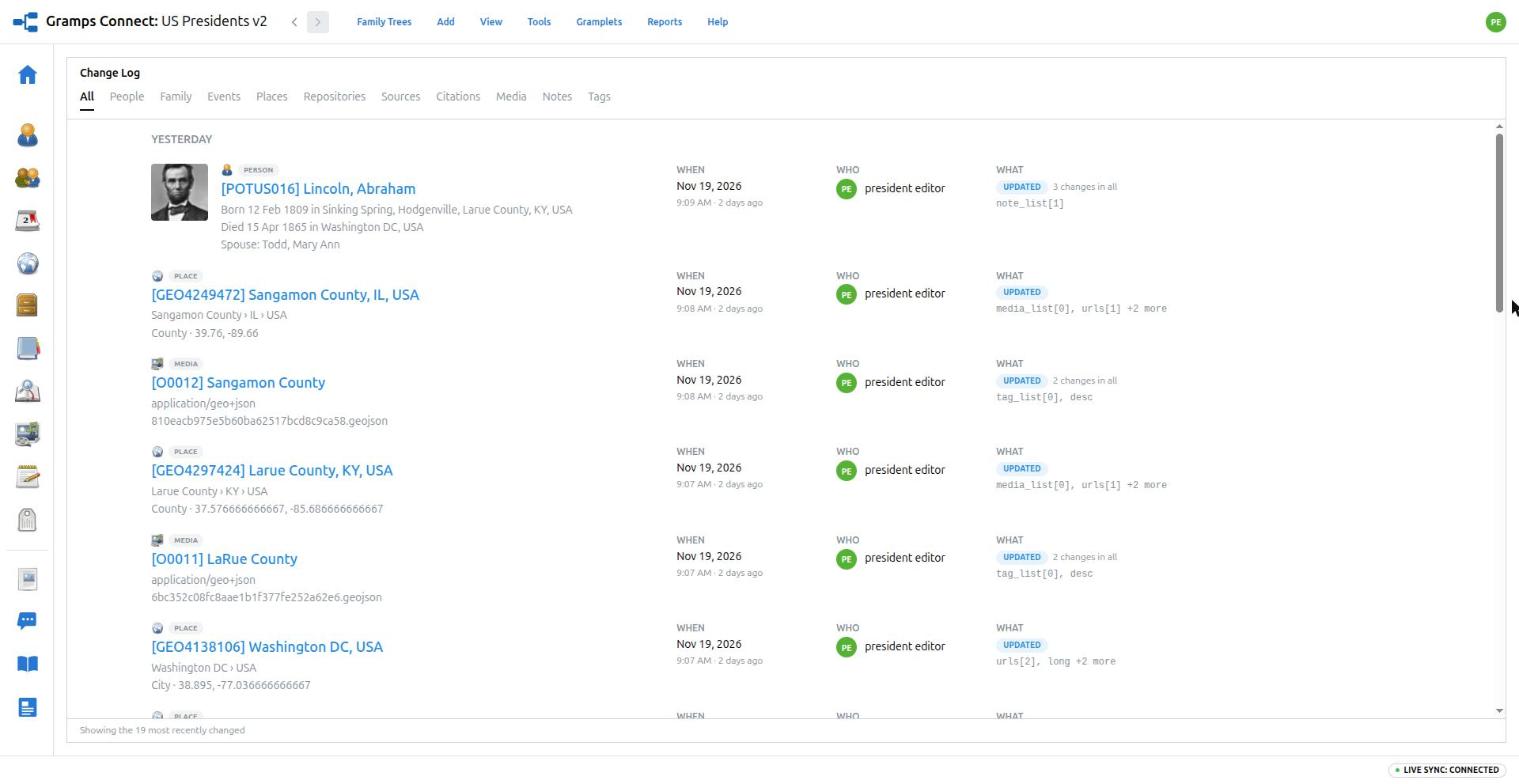 Gramps Connect: US Presidents v2
Family Trees Add View Tools Gramplets Reports Help
PE
Change Log
All People Family Events Places Repositories Sources Citations Media Notes Tags
YESTERDAY
PERSON
[POTUS016] Lincoln, Abraham
Born 12 Feb 1809 in Sinking Spring, Hodgenville, Larue County, KY, USA
Died 15 Apr 1865 in Washington DC, USA
Spouse: Todd, Mary Ann
WHEN
Nov 19, 2026
9:09 AM · 2 days ago
WHO
PE president editor
WHAT
UPDATED 3 changes in all
note_list[1]
PLACE
[GEO4249472] Sangamon County, IL, USA
Sangamon County › IL › USA
County · 39.76, -89.66
WHEN
Nov 19, 2026
9:08 AM · 2 days ago
WHO
PE president editor
WHAT
UPDATED
media_list[0], urls[1] +2 more
MEDIA
[O0012] Sangamon County
application/geo+json
810eacb975e5b60ba62517bcd8c9ca58.geojson
WHEN
Nov 19, 2026
9:08 AM · 2 days ago
WHO
PE president editor
WHAT
UPDATED 2 changes in all
tag_list[0], desc
PLACE
[GEO4297424] Larue County, KY, USA
Larue County › KY › USA
County · 37.576666666667, -85.686666666667
WHEN
Nov 19, 2026
9:07 AM · 2 days ago
WHO
PE president editor
WHAT
UPDATED
media_list[0], urls[1] +2 more
MEDIA
[O0011] LaRue County
application/geo+json
6bc352c08fc8aae1b1f377fe252a62e6.geojson
WHEN
Nov 19, 2026
9:07 AM · 2 days ago
WHO
PE president editor
WHAT
UPDATED 2 changes in all
tag_list[0], desc
PLACE
[GEO4138106] Washington DC, USA
Washington DC › USA
City · 38.895, -77.036666666667
WHEN
Nov 19, 2026
9:07 AM · 2 days ago
WHO
PE president editor
WHAT
UPDATED
urls[2], long +2 more
PLACE
WHEN
WHO
WHAT
Showing the 19 most recently changed
LIVE SYNC: CONNECTED